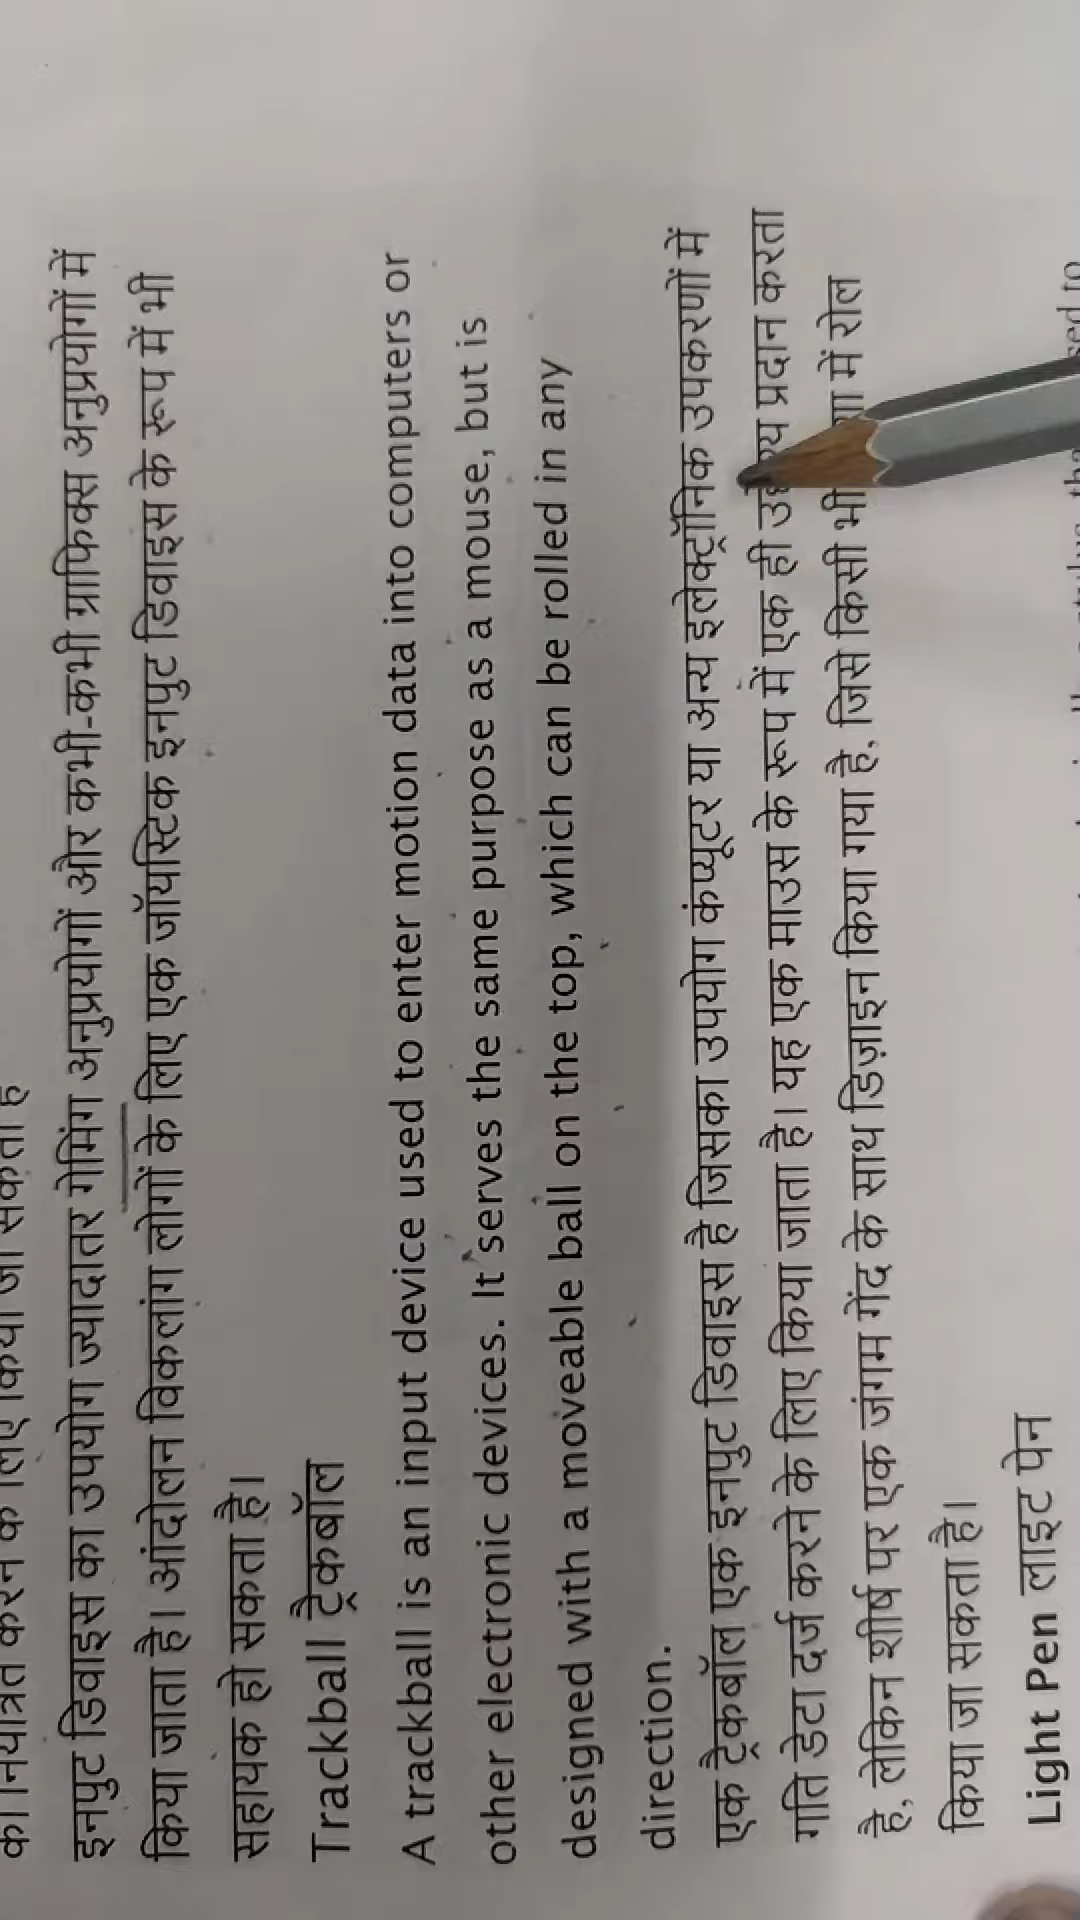 को नियंत्रित करने के लिए किया जा सकता है
इनपुट डिवाइस का उपयोग ज्यादातर गेमिंग अनुप्रयोगों और कभी-कभी ग्राफिक्स अनुप्रयोगों में
किया जाता है। आंदोलन विकलांग लोगों के लिए एक जॉयस्टिक इनपुट डिवाइस के रूप में भी
सहायक हो सकता है।
Trackball ट्रैकबॉल
A trackball is an input device used to enter motion data into computers or
other electronic devices. It serves the same purpose as a mouse, but is
designed with a moveable ball on the top, which can be rolled in any
direction.
एक ट्रैकबॉल एक इनपुट डिवाइस है जिसका उपयोग कंप्यूटर या अन्य इलेक्ट्रॉनिक उपकरणों में
गति डेटा दर्ज करने के लिए किया जाता है। यह एक माउस के रूप में एक ही प्रदान करता
है, लेकिन शीर्ष पर एक जंगम गेंद के साथ डिज़ाइन किया गया है, जिसे किसी भी में रोल
किया जा सकता है।
Light Pen लाइट पेन